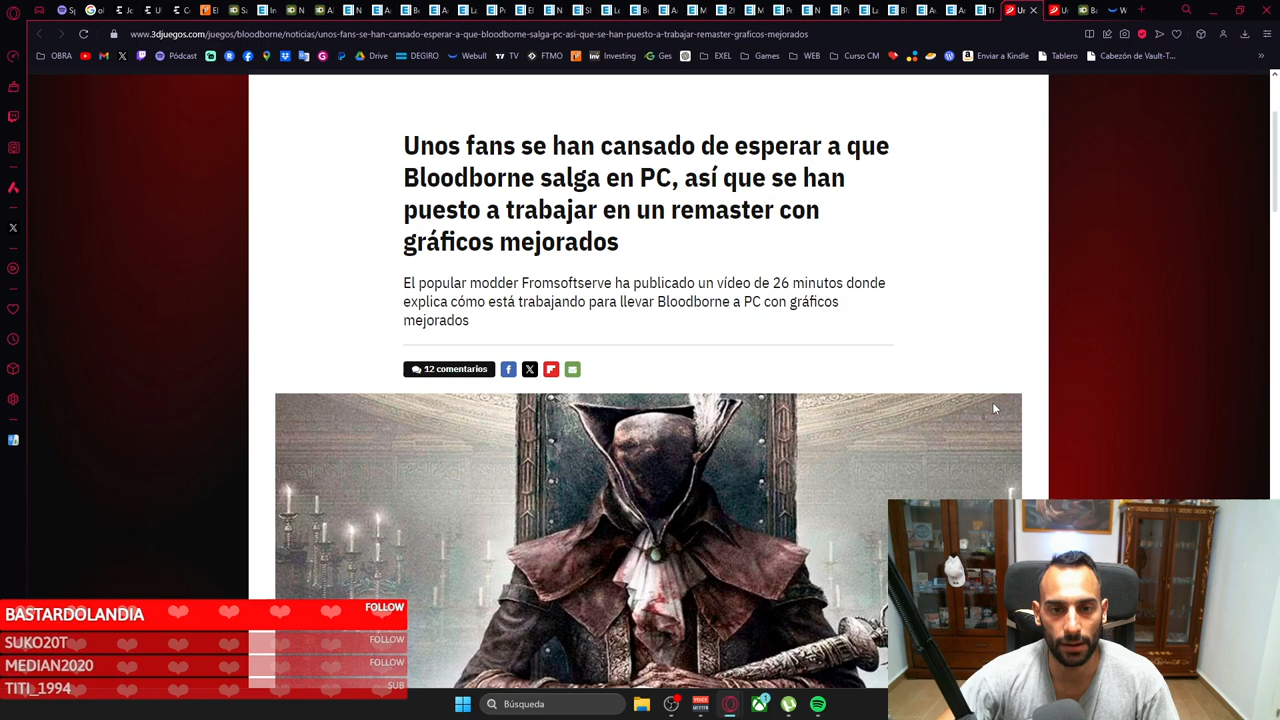 www.3djuegos.com/juegos/bloodborne/noticias/unos-fans-se-han-cansado-esperar-a-que-bloodborne-salga-pc-asi-que-se-han-puesto-a-trabajar-remaster-graficos-mejorados
OBRA
Pódcast
Drive
DEGIRO
Webull
TV
FTMO
Investing
Ges
EXEL
Games
WEB
Curso CM
Enviar a Kindle
Tablero
Cabezón de Vault-T...
Unos fans se han cansado de esperar a que
Bloodborne salga en PC, así que se han
puesto a trabajar en un remaster con
gráficos mejorados
El popular modder Fromsoftserve ha publicado un vídeo de 26 minutos donde
explica cómo está trabajando para llevar Bloodborne a PC con gráficos
mejorados
12 comentarios
BASTARDOLANDIA FOLLOW
SUKO20T FOLLOW
MEDIAN2020 FOLLOW
TITI_1994 SUB
Búsqueda